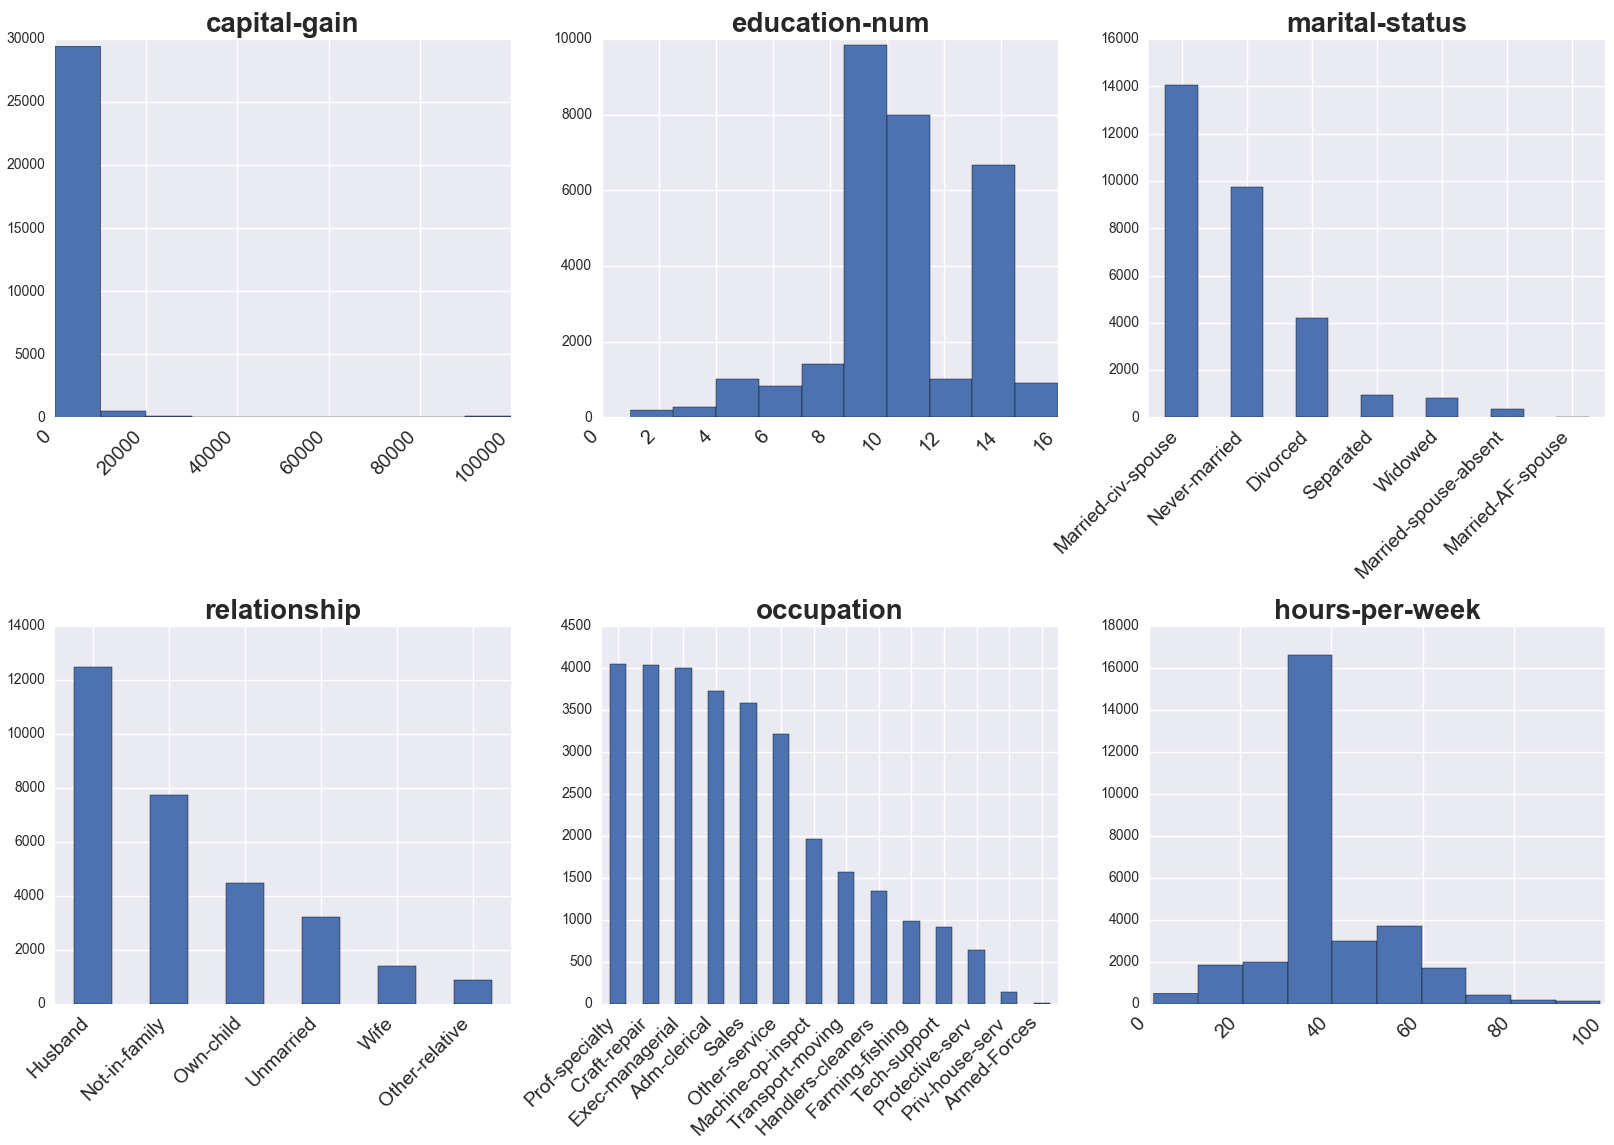 capital-gain
30000
25000
20000
15000
10000
5000
0
0 20000 40000 60000 80000 100000
education-num
10000
8000
6000
4000
2000
0
0 2 4 6 8 10 12 14 16
marital-status
16000
14000
12000
10000
8000
6000
4000
2000
0
Married-civ-spouse
Never-married
Divorced
Separated
Widowed
Married-spouse-absent
Married-AF-spouse
relationship
14000
12000
10000
8000
6000
4000
2000
0
Husband
Not-in-family
Own-child
Unmarried
Wife
Other-relative
occupation
4500
4000
3500
3000
2500
2000
1500
1000
500
0
Prof-specialty
Craft-repair
Exec-managerial
Adm-clerical
Sales
Other-service
Machine-op-inspct
Transport-moving
Handlers-cleaners
Farming-fishing
Tech-support
Protective-serv
Priv-house-serv
Armed-Forces
hours-per-week
18000
16000
14000
12000
10000
8000
6000
4000
2000
0
0 20 40 60 80 100